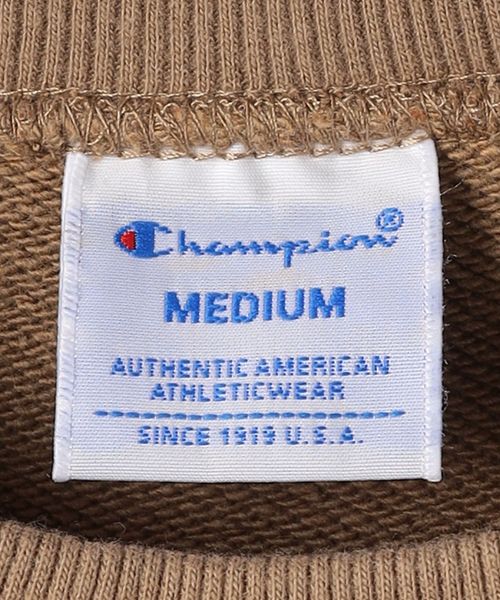 Champion®
MEDIUM
AUTHENTIC AMERICAN
ATHLETICWEAR
SINCE 1919 U.S.A.